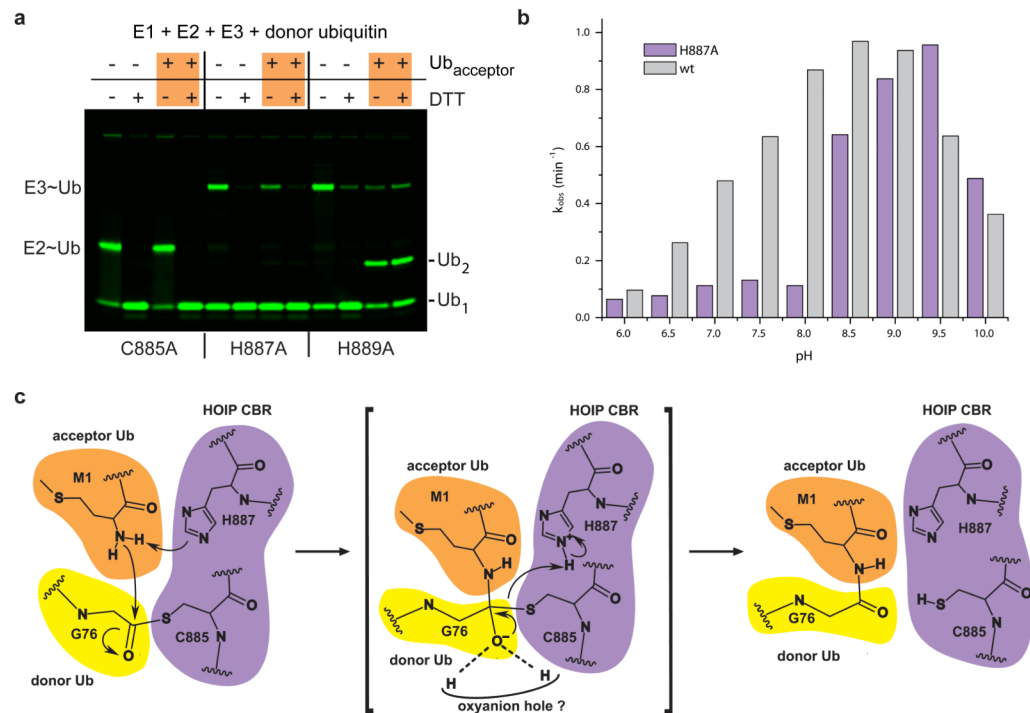 a
E1 + E2 + E3 + donor ubiquitin
- - + + - - + + - - + + Ubacceptor
- + - + - + - + - + - + DTT
E3~Ub
E2~Ub
-Ub2
-Ub1
C885A H887A H889A
b
H887A
wt
kobs (min -1)
1.0
0.8
0.6
0.4
0.2
0.0
6.0 6.5 7.0 7.5 8.0 8.5 9.0 9.5 10.0
pH
c
HOIP CBR
acceptor Ub
M1
S
O
N
H H
N
N
H887
O
N
N
G76
O
S
C885
O
N
donor Ub
HOIP CBR
acceptor Ub
M1
S
O
N H
N
N+
H
H887
O
N
N
G76
O−
S
C885
O
N
donor Ub
H H
oxyanion hole ?
HOIP CBR
acceptor Ub
M1
S
O
N-H
N
N
H887
O
N
N
G76
O
H-S
C885
O
N
donor Ub